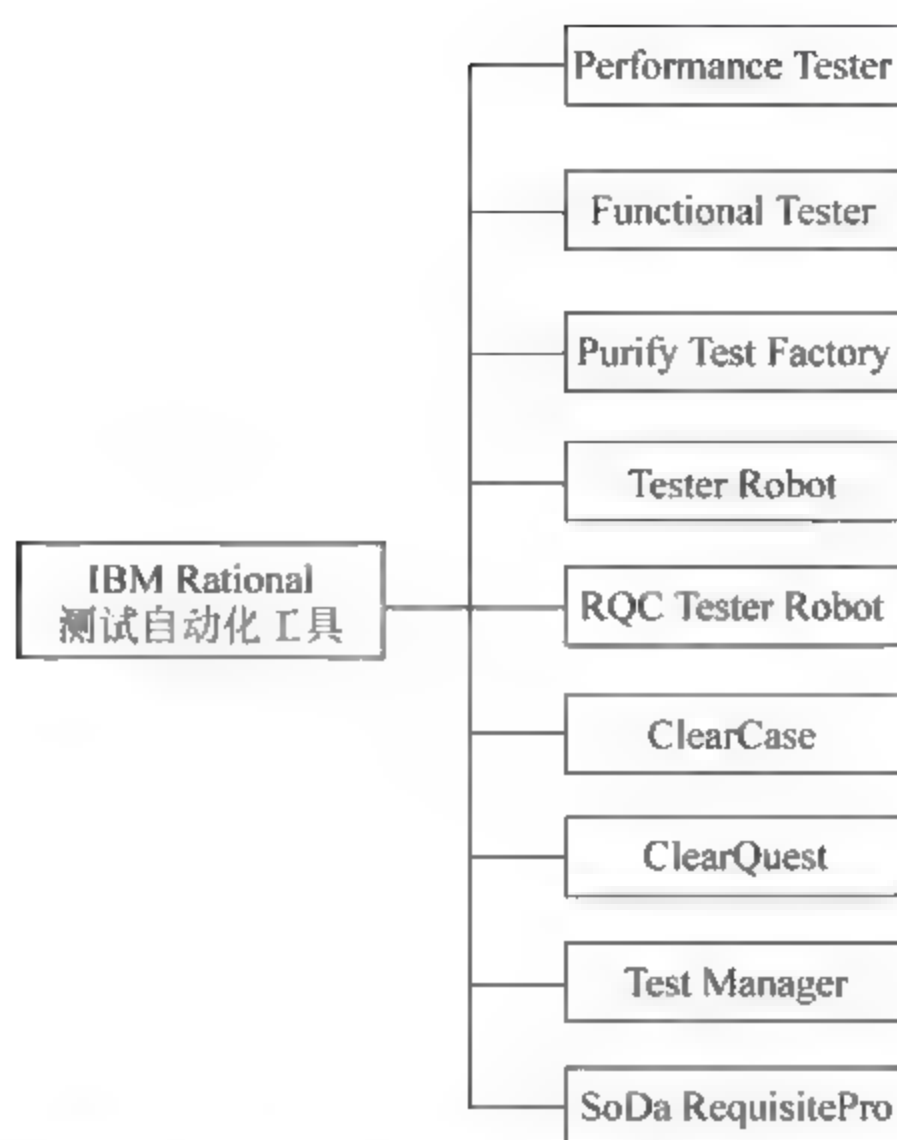 Performance Tester
Functional Tester
Purify Test Factory
Tester Robot
IBM Rational
测试自动化工具
RQC Tester Robot
ClearCase
ClearQuest
Test Manager
SoDa RequisitePro